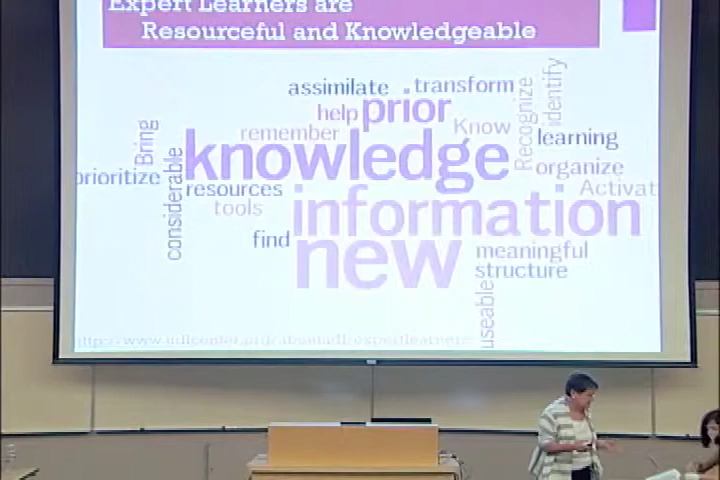 Expert Learners are
Resourceful and Knowledgeable
assimilate transform identify
help prior Recognize
remember Know
Bring knowledge learning
prioritize considerable resources organize
tools information Activat
find new meaningful
structure
useable